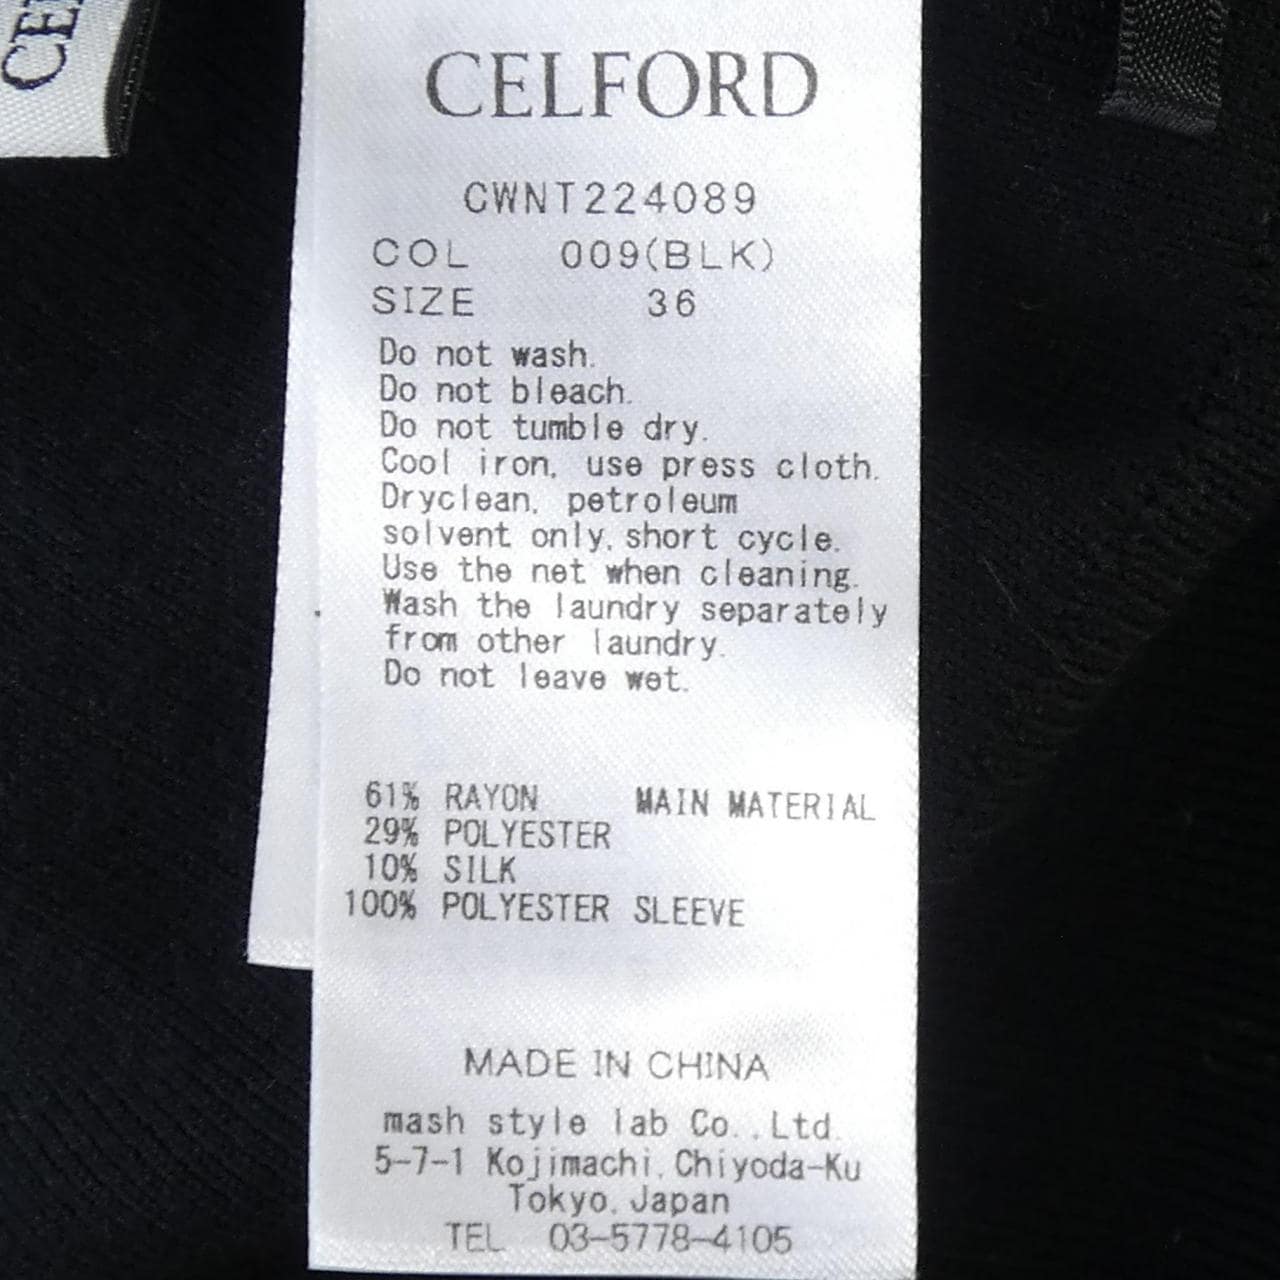 CELFORD
CWNT224089
COL 009(BLK)
SIZE 36
Do not wash.
Do not bleach.
Do not tumble dry.
Cool iron, use press cloth.
Dryclean, petroleum
solvent only, short cycle.
Use the net when cleaning.
Wash the laundry separately
from other laundry.
Do not leave wet.
61% RAYON MAIN MATERIAL
29% POLYESTER
10% SILK
100% POLYESTER SLEEVE
MADE IN CHINA
mash style lab Co.,Ltd.
5-7-1 Kojimachi,Chiyoda-Ku
Tokyo,Japan
TEL 03-5778-4105